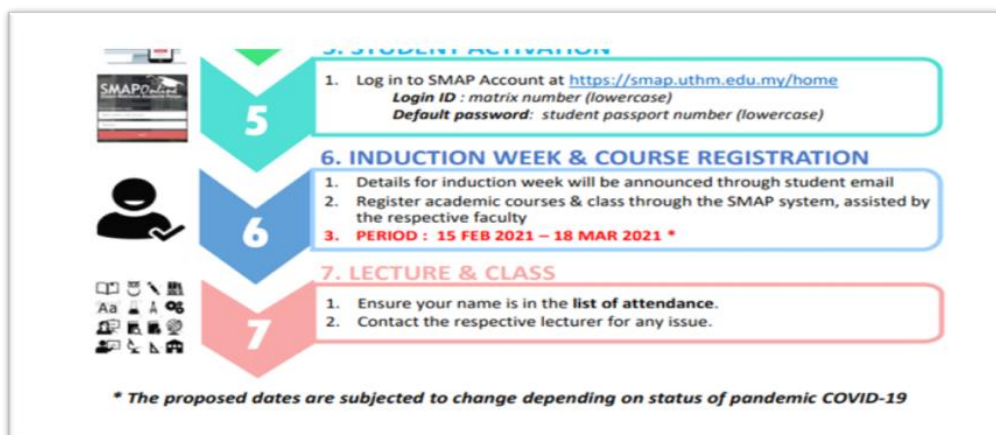 5. STUDENT ACTIVATION
SMAPOnline
1. Log in to SMAP Account at https://smap.uthm.edu.my/home
Login ID : matrix number (lowercase)
Default password: student passport number (lowercase)
5
6. INDUCTION WEEK & COURSE REGISTRATION
1. Details for induction week will be announced through student email
2. Register academic courses & class through the SMAP system, assisted by
the respective faculty
3. PERIOD : 15 FEB 2021 – 18 MAR 2021 *
6
7. LECTURE & CLASS
1. Ensure your name is in the list of attendance.
2. Contact the respective lecturer for any issue.
7
Aa
* The proposed dates are subjected to change depending on status of pandemic COVID-19